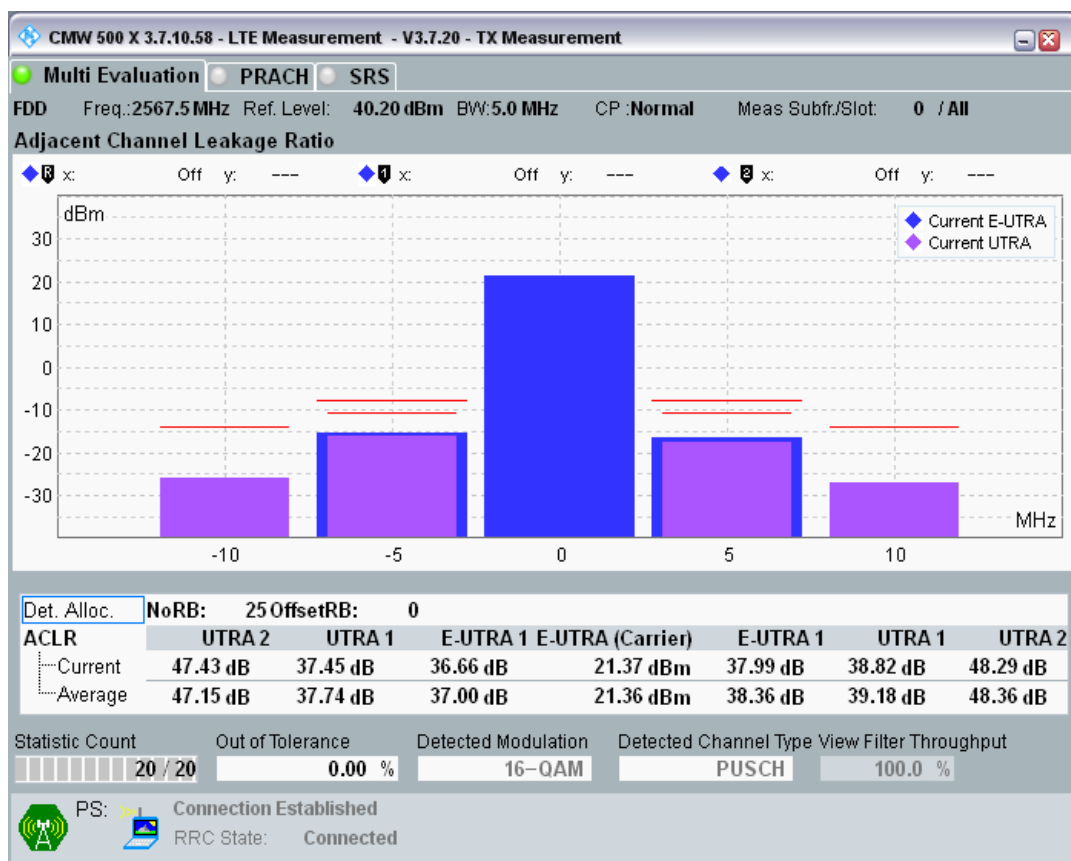 CMW 500 X 3.7.10.58 - LTE Measurement - V3.7.20 - TX Measurement
Multi Evaluation PRACH SRS
FDD Freq.:2567.5 MHz Ref. Level: 40.20 dBm BW:5.0 MHz CP :Normal Meas Subfr./Slot: 0 / All
Adjacent Channel Leakage Ratio
R x: Off y: --- 1 x: Off y: --- 2 x: Off y: ---
dBm
Current E-UTRA
Current UTRA
30
20
10
0
-10
-20
-30
MHz
-10 -5 0 5 10
Det. Alloc. NoRB: 25 OffsetRB: 0
ACLR UTRA 2 UTRA 1 E-UTRA 1 E-UTRA (Carrier) E-UTRA 1 UTRA 1 UTRA 2
Current 47.43 dB 37.45 dB 36.66 dB 21.37 dBm 37.99 dB 38.82 dB 48.29 dB
Average 47.15 dB 37.74 dB 37.00 dB 21.36 dBm 38.36 dB 39.18 dB 48.36 dB
Statistic Count Out of Tolerance Detected Modulation Detected Channel Type View Filter Throughput
20 / 20 0.00 % 16-QAM PUSCH 100.0 %
PS: Connection Established
RRC State: Connected